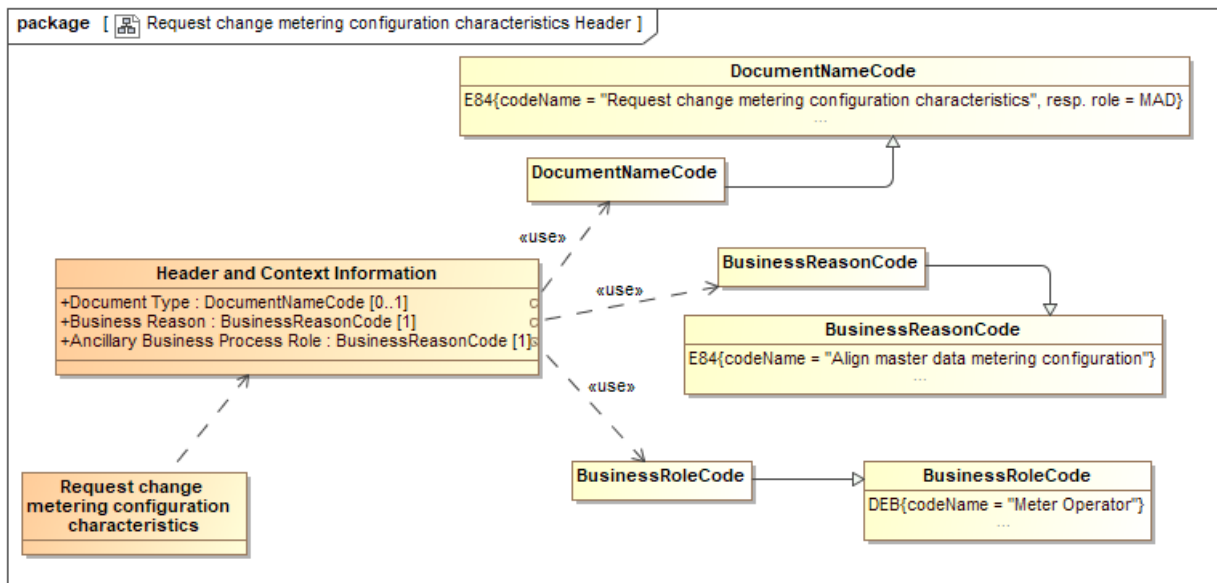 package [ Request change metering configuration characteristics Header ]
DocumentNameCode
E84{codeName = "Request change metering configuration characteristics", resp. role = MAD}
...
DocumentNameCode
«use»
Header and Context Information
+Document Type : DocumentNameCode [0..1]
+Business Reason : BusinessReasonCode [1]
+Ancillary Business Process Role : BusinessReasonCode [1]
«use»
BusinessReasonCode
BusinessReasonCode
E84{codeName = "Align master data metering configuration"}
...
«use»
Request change
metering configuration
characteristics
BusinessRoleCode
BusinessRoleCode
DEB{codeName = "Meter Operator"}
...